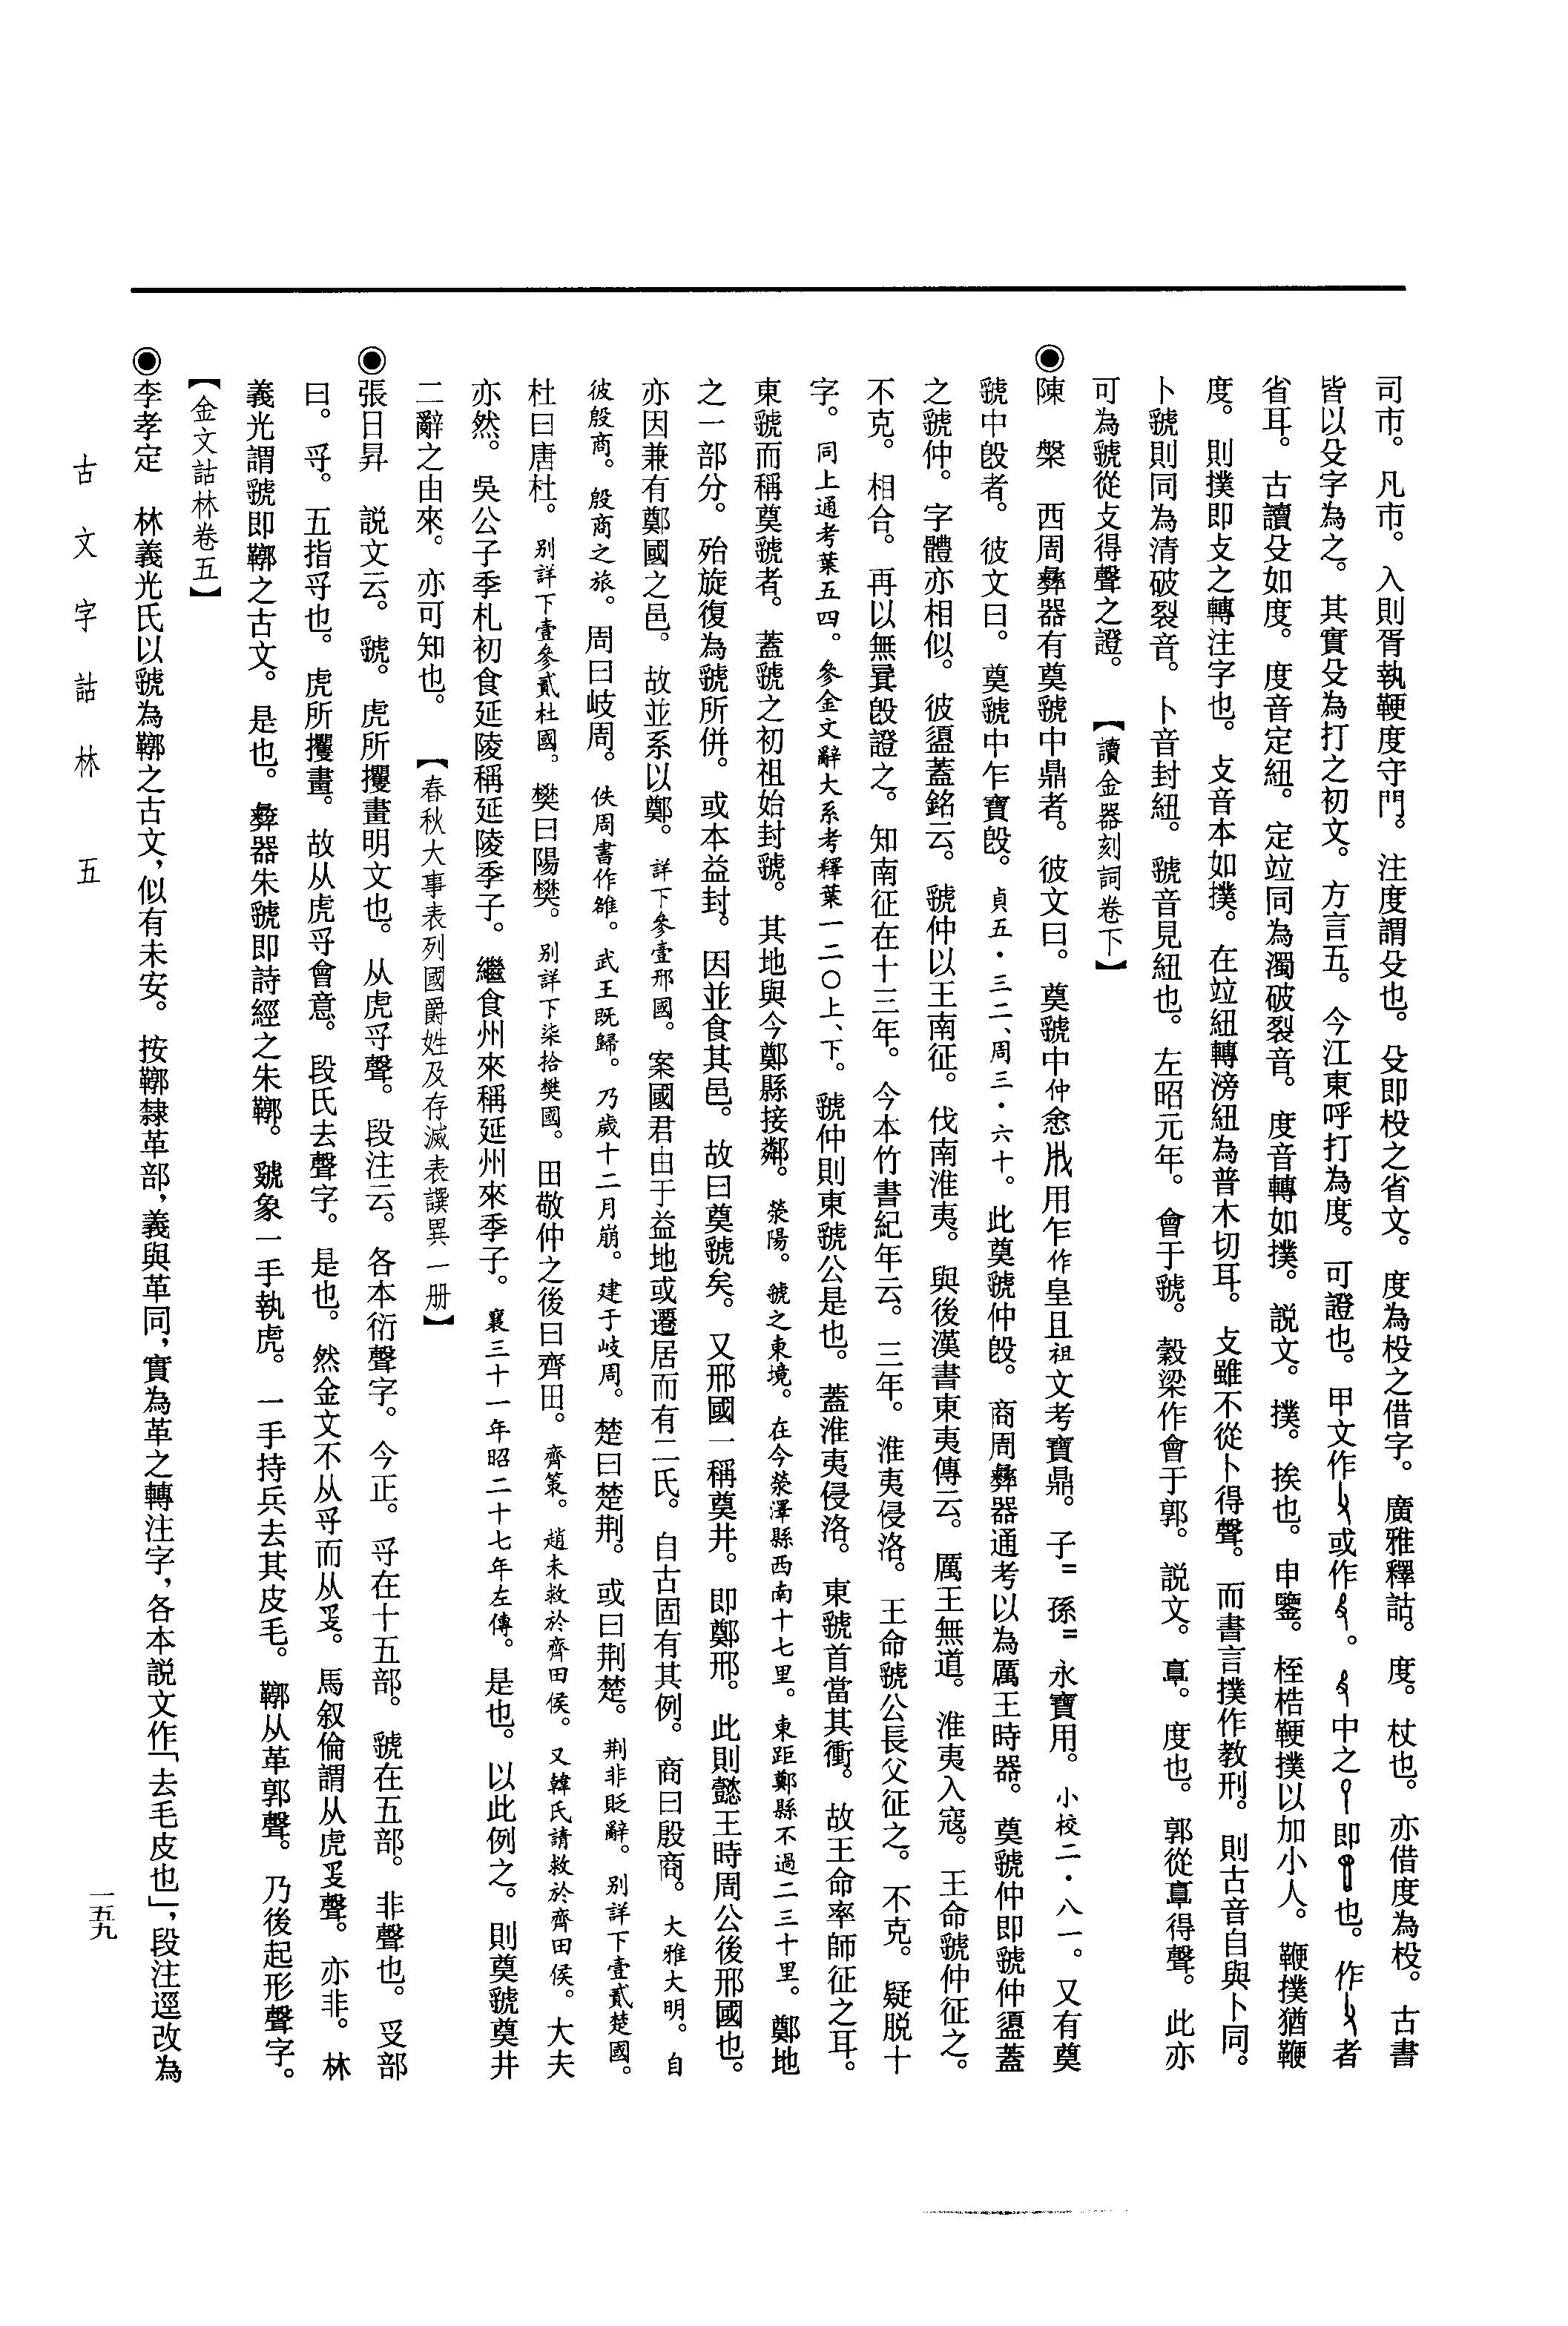 司市。凡市。入則胥執鞭度守門。注度謂殳也。殳即杸之省文。度為杸之借字。廣雅釋詁。度。杖也。亦借度為杸。古書
皆以殳字為之。其實殳為打之初文。方言五。今江東呼打為度。可證也。甲文作或作。中之即也。作者
省耳。古讀殳如度。度音定紐。定竝同為濁破裂音。度音轉如撲。説文。撲。挨也。申鑒。桎梏鞭撲以加小人。鞭撲猶鞭
度。則撲即攴之轉注字也。攴音本如撲。在竝紐轉滂紐為普木切耳。攴雖不從卜得聲。而書言撲作教刑。則古音自與卜同。
卜虢則同為清破裂音。卜音封紐。虢音見紐也。左昭元年。會于虢。穀梁作會于郭。説文。𩫏。度也。郭從𩫏得聲。此亦
可為虢從攴得聲之證。 【讀金器刻詞卷下】
◉陳 槃 西周彝器有奠虢中鼎者。彼文曰。奠虢中仲悆用乍作皇且祖文考寶鼎。子〓孫〓永寶用。小校二・八一。又有奠
虢中𣪘者。彼文曰。奠虢中乍寶𣪘。貞五・三二、周三・六十。此奠虢仲𣪘。商周彝器通考以為厲王時器。奠虢仲即虢仲盨蓋
之虢仲。字體亦相似。彼盨蓋銘云。虢仲以王南征。伐南淮夷。與後漢書東夷傳云。厲王無道。淮夷入寇。王命虢仲征之。
不克。相合。再以無㠱𣪘證之。知南征在十三年。今本竹書紀年云。三年。淮夷侵洛。王命虢公長父征之。不克。疑脱十
字。同上通考葉五四。參金文辭大系考釋葉一二〇上、下。虢仲則東虢公是也。蓋淮夷侵洛。東虢首當其衝。故王命率師征之耳。
東虢而稱奠虢者。蓋虢之初祖始封虢。其地與今鄭縣接鄰。滎陽。虢之東境。在今滎澤縣西南十七里。東距鄭縣不過二三十里。鄭地
之一部分。殆旋復為虢所併。或本益封。因並食其邑。故曰奠虢矣。又邢國一稱奠井。即鄭邢。此則懿王時周公後邢國也。
亦因兼有鄭國之邑。故並系以鄭。詳下參壹邢國。案國君由于益地或遷居而有二氏。自古固有其例。商曰殷商。大雅大明。自
彼殷商。殷商之旅。周曰岐周。佚周書作雒。武王既歸。乃歲十二月崩。建于岐周。楚曰楚荆。或曰荆楚。荆非貶辭。别詳下壹貳楚國。
杜曰唐杜。别詳下壹參貳杜國。樊曰陽樊。别詳下柒拾樊國。田敬仲之後曰齊田。齊策。趙未救於齊田侯。又韓氏請救於齊田侯。大夫
亦然。吳公子季札初食延陵稱延陵季子。繼食州來稱延州來季子。襄三十一年昭二十七年左傳。是也。以此例之。則奠虢奠井
二辭之由來。亦可知也。 【春秋大事表列國爵姓及存滅表譔異一册】
◉張日昇 説文云。虢。虎所攫畫明文也。从虎寽聲。段注云。各本衍聲字。今正。寽在十五部。虢在五部。非聲也。𠬪部
曰。寽。五指寽也。虎所攫畫。故从虎寽會意。段氏去聲字。是也。然金文不从寽而从𤔔。馬叙倫謂从虎𤔔聲。亦非。林
義光謂虢即鞹之古文。是也。彝器朱虢即詩經之朱鞹。虢象一手執虎。一手持兵去其皮毛。鞹从革郭聲。乃後起形聲字。
【金文詁林卷五】
◉李孝定 林義光氏以虢為鞹之古文，似有未安。按鞹隸革部，義與革同，實為革之轉注字，各本説文作「去毛皮也」，段注逕改為
古文字詁林 五
一五九